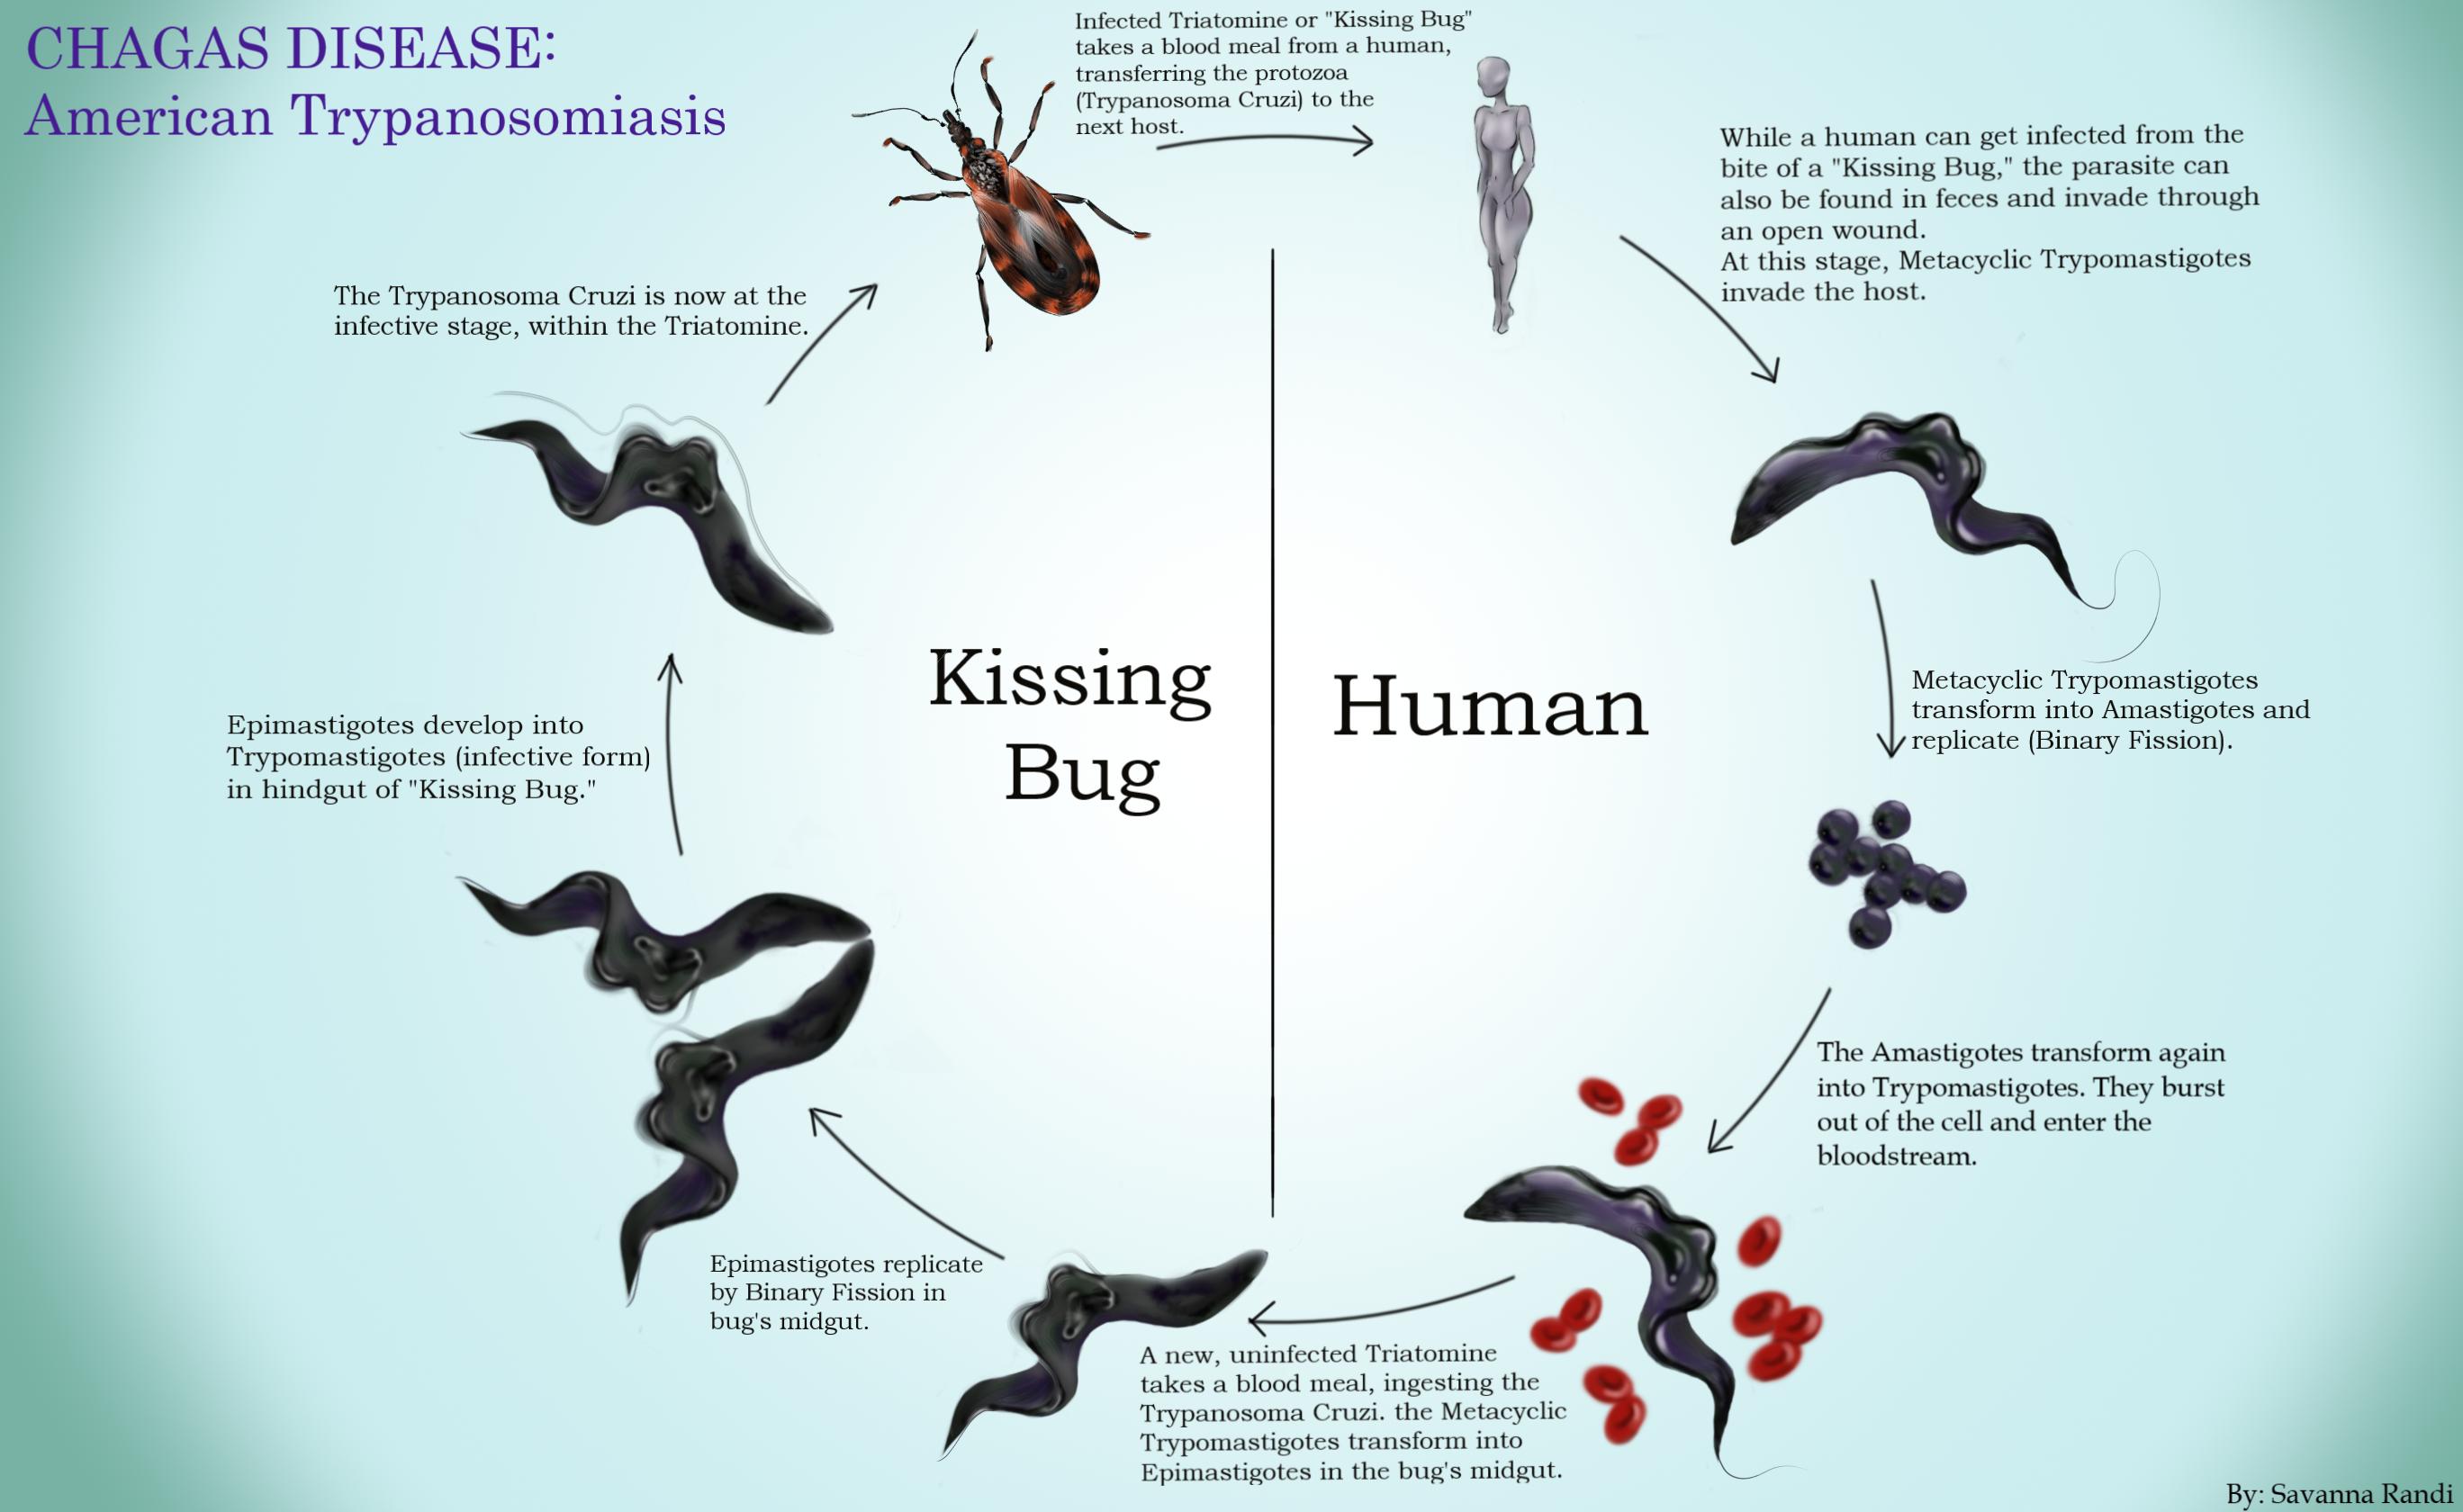 CHAGAS DISEASE:
American Trypanosomiasis
Infected Triatomine or "Kissing Bug"
takes a blood meal from a human,
transferring the protozoa
(Trypanosoma Cruzi) to the
next host.
While a human can get infected from the
bite of a "Kissing Bug," the parasite can
also be found in feces and invade through
an open wound.
At this stage, Metacyclic Trypomastigotes
invade the host.
Metacyclic Trypomastigotes
transform into Amastigotes and
replicate (Binary Fission).
The Amastigotes transform again
into Trypomastigotes. They burst
out of the cell and enter the
bloodstream.
A new, uninfected Triatomine
takes a blood meal, ingesting the
Trypanosoma Cruzi. the Metacyclic
Trypomastigotes transform into
Epimastigotes in the bug's midgut.
Epimastigotes replicate
by Binary Fission in
bug's midgut.
Epimastigotes develop into
Trypomastigotes (infective form)
in hindgut of "Kissing Bug."
The Trypanosoma Cruzi is now at the
infective stage, within the Triatomine.
Kissing
Bug
Human
By: Savanna Randi